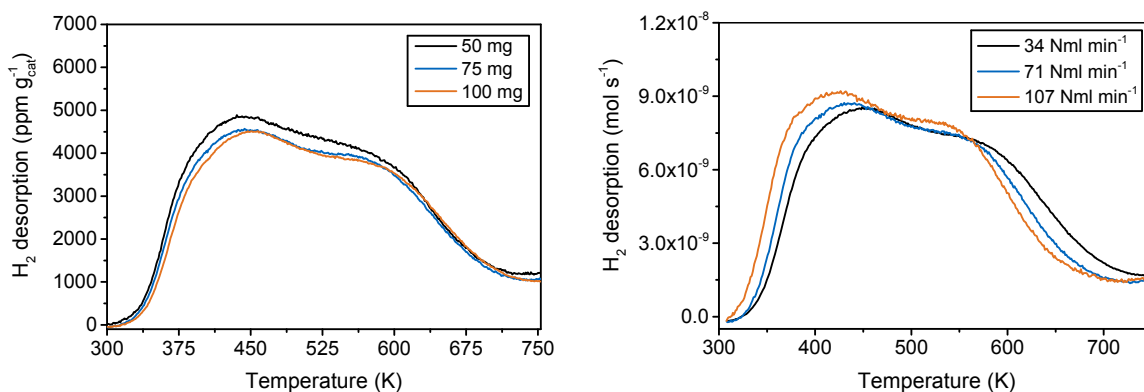 7000
6000
5000
4000
3000
2000
1000
0
H₂ desorption (ppm g⁻¹cat)
50 mg
75 mg
100 mg
300 375 450 525 600 675 750
Temperature (K)
1.2x10⁻⁸
9.0x10⁻⁹
6.0x10⁻⁹
3.0x10⁻⁹
0.0
H₂ desorption (mol s⁻¹)
34 Nml min⁻¹
71 Nml min⁻¹
107 Nml min⁻¹
300 400 500 600 700
Temperature (K)